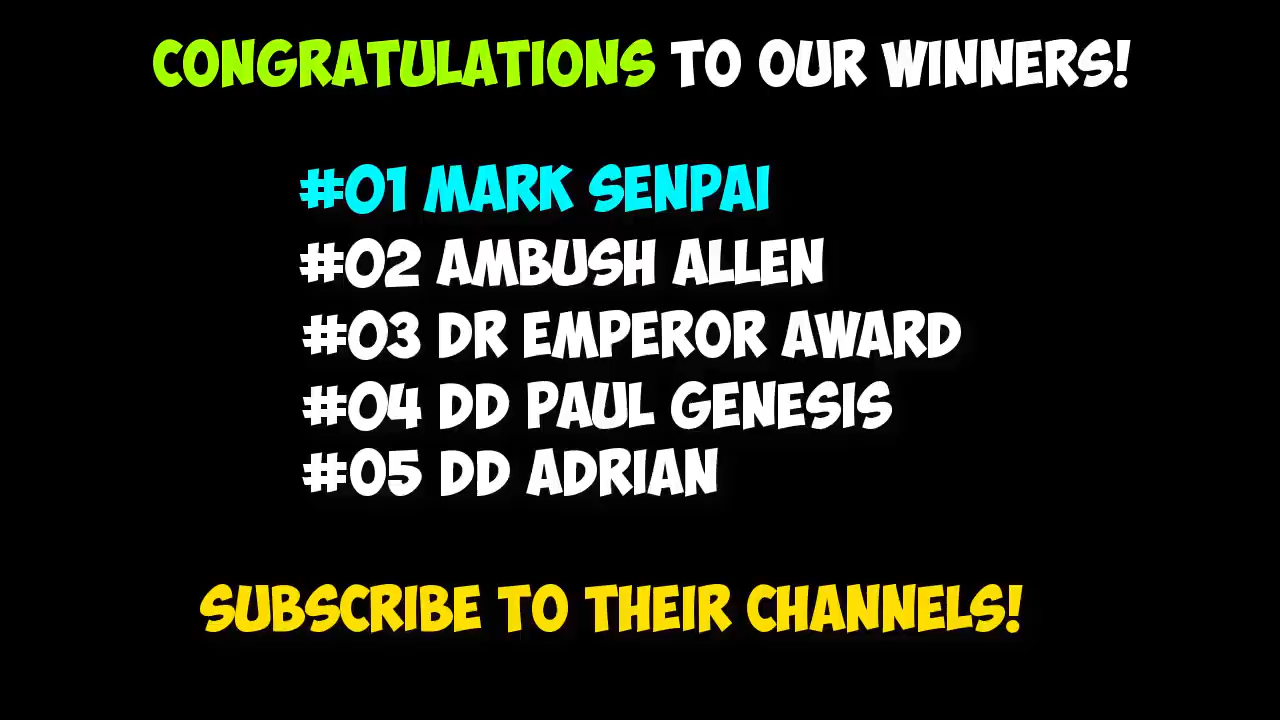 CONGRATULATIONS TO OUR WINNERS!
#01 MARK SENPAI
#02 AMBUSH ALLEN
#03 DR EMPEROR AWARD
#04 DD PAUL GENESIS
#05 DD ADRIAN
SUBSCRIBE TO THEIR CHANNELS!